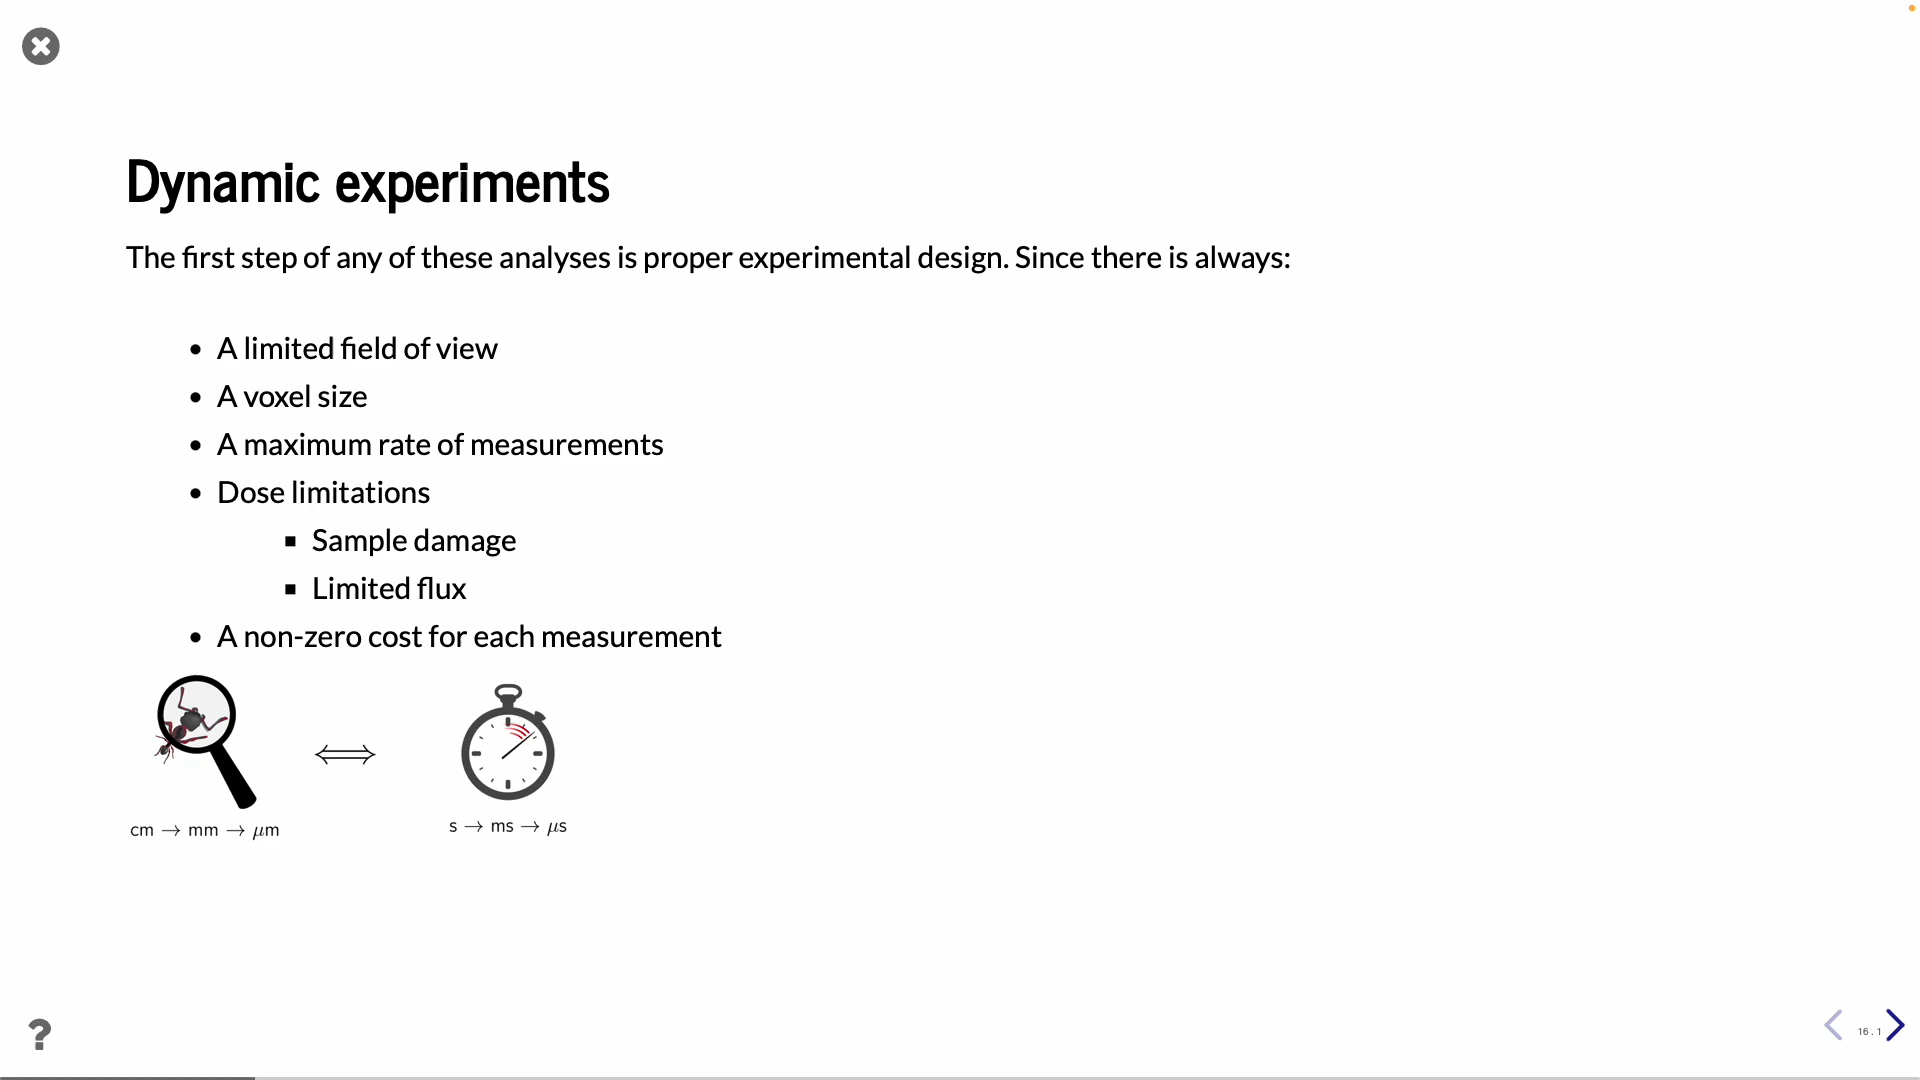 Dynamic experiments
The first step of any of these analyses is proper experimental design. Since there is always:
• A limited field of view
• A voxel size
• A maximum rate of measurements
• Dose limitations
▪ Sample damage
▪ Limited flux
• A non-zero cost for each measurement
⟺
cm → mm → μm
s → ms → μs
?
16 . 1